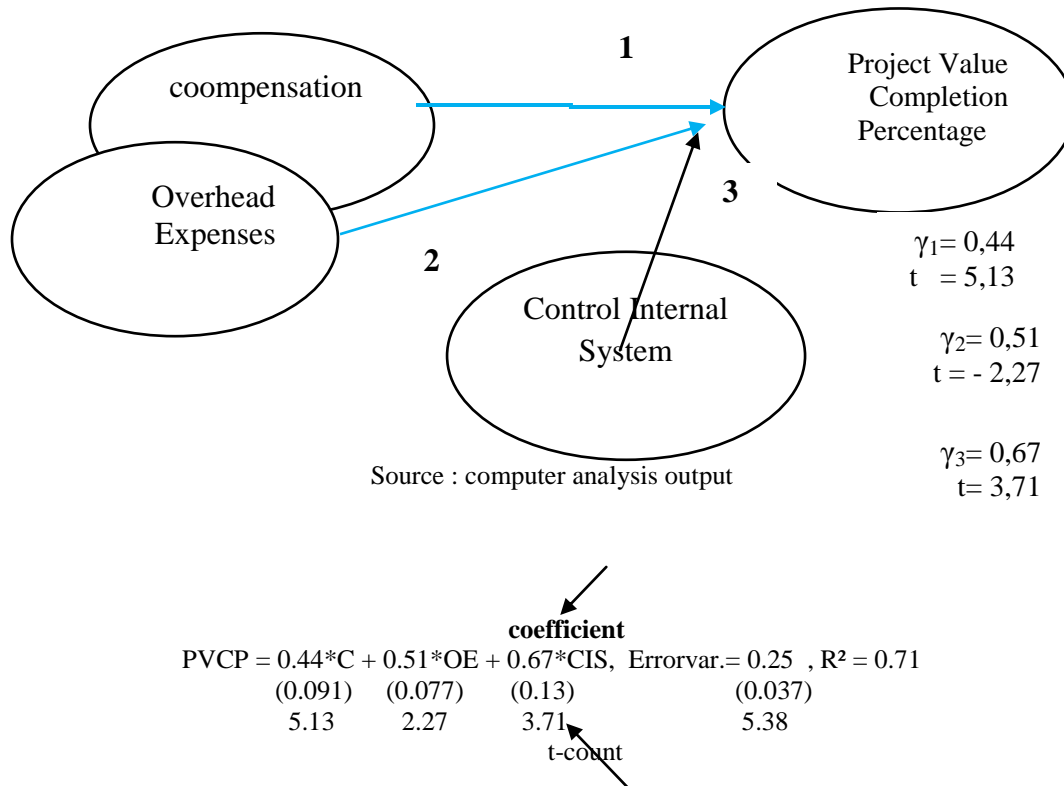 1
coompensation
Project Value
Completion
Percentage
Overhead
Expenses
3
2
γ₁= 0,44
t = 5,13
Control Internal
System
γ₂= 0,51
t = - 2,27
γ₃= 0,67
t= 3,71
Source : computer analysis output
coefficient
PVCP = 0.44*C + 0.51*OE + 0.67*CIS, Errorvar.= 0.25 , R² = 0.71
(0.091) (0.077) (0.13) (0.037)
5.13 2.27 3.71 5.38
t-count